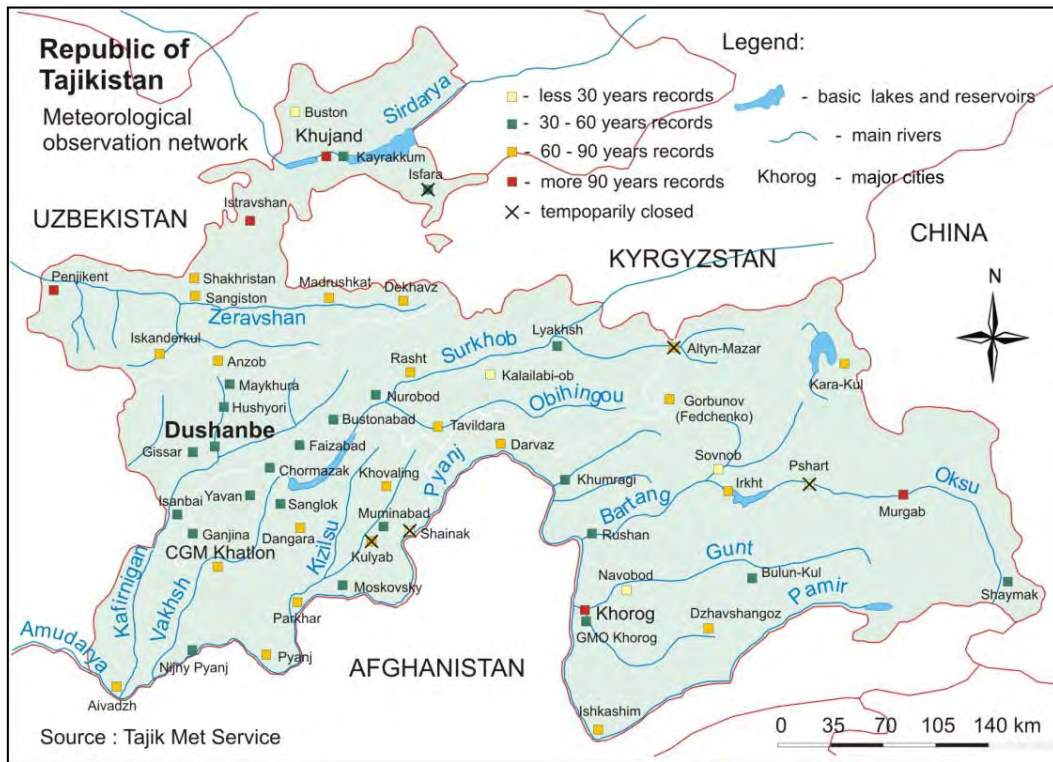 Republic of
Tajikistan
Meteorological
observation network
Legend:
- less 30 years records
- 30 - 60 years records
- 60 - 90 years records
- more 90 years records
- tempoparily closed
- basic lakes and reservoirs
- main rivers
Khorog - major cities
Buston
Sirdarya
Khujand
Kayrakkum
Isfara
Istravshan
UZBEKISTAN
KYRGYZSTAN
CHINA
N
Penjikent
Shakhristan
Sangiston
Madrushkat
Dekhavz
Zeravshan
Iskanderkul
Anzob
Rasht
Surkhob
Lyakhsh
Altyn-Mazar
Kara-Kul
Maykhura
Kalailabi-ob
Hushyori
Nurobod
Obihingou
Gorbunov
(Fedchenko)
Dushanbe
Bustonabad
Tavildara
Gissar
Faizabad
Darvaz
Sovnob
Chormazak
Khovaling
Pyanj
Khumragi
Irkht
Pshart
Oksu
Isanbai
Yavan
Sanglok
Muminabad
Bartang
Murgab
Ganjina
Dangara
Kizilsu
Shainak
Rushan
CGM Khatlon
Kulyab
Gunt
Kafirnigan
Vakhsh
Moskovsky
Navobod
Bulun-Kul
Pamir
Shaymak
Parkhar
Khorog
Dzhavshangoz
GMO Khorog
Amudarya
Nijhy Pyanj
Pyanj
AFGHANISTAN
Aivadzh
Ishkashim
Source : Tajik Met Service
0 35 70 105 140 km